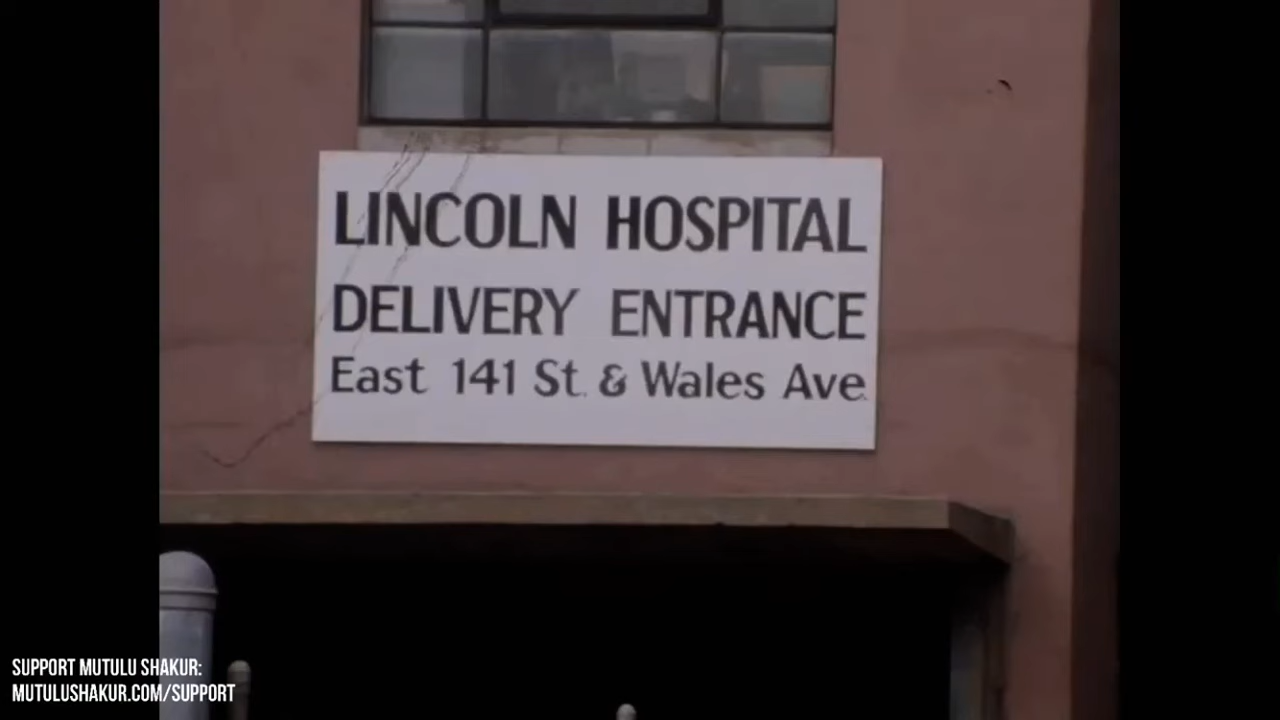 LINCOLN HOSPITAL
DELIVERY ENTRANCE
East 141 St. & Wales Ave.
SUPPORT MUTULU SHAKUR:
MUTULUSHAKUR.COM/SUPPORT